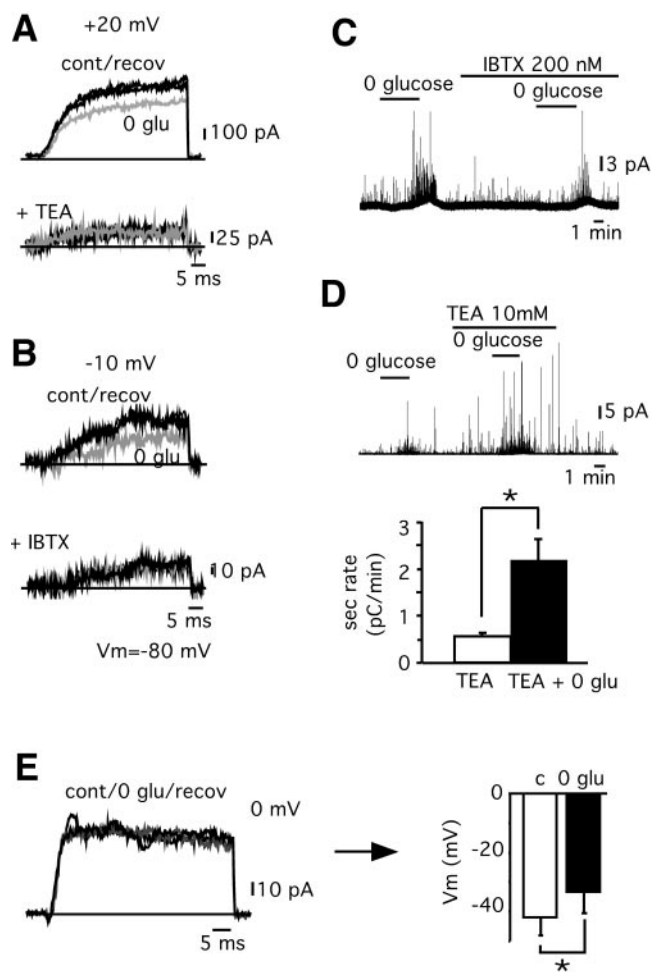 A
+20 mV
cont/recov
0 glu
100 pA
+ TEA
25 pA
5 ms
B
-10 mV
cont/recov
0 glu
+ IBTX
10 pA
5 ms
Vm=-80 mV
C
IBTX 200 nM
0 glucose
0 glucose
3 pA
1 min
D
TEA 10mM
0 glucose
0 glucose
5 pA
1 min
*
sec rate
(pC/min)
3
2
1
0
TEA
TEA + 0 glu
E
cont/0 glu/recov
0 mV
10 pA
5 ms
c
0 glu
Vm (mV)
0
-20
-40
*